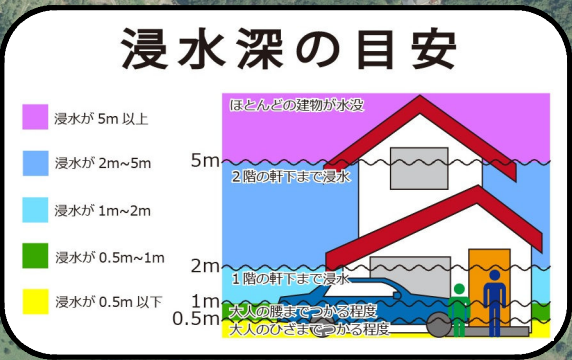 浸水深の目安
浸水が 5m 以上
浸水が 2m~5m
浸水が 1m~2m
浸水が 0.5m~1m
浸水が 0.5m 以下
ほとんどの建物が水没
5m
2階の軒下まで浸水
2m
1階の軒下まで浸水
1m
大人の腰までつかる程度
0.5m
大人のひざまでつかる程度